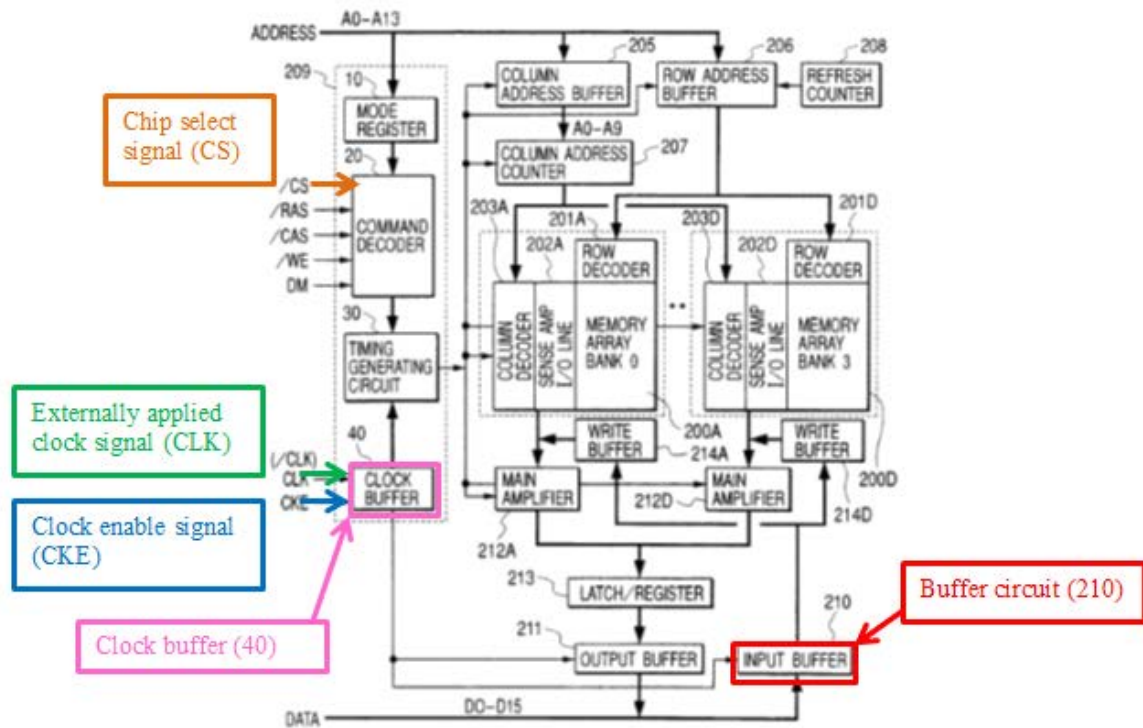 A0-A13
ADDRESS
205
206
208
209
10
COLUMN
ADDRESS BUFFER
ROW ADDRESS
BUFFER
REFRESH
COUNTER
Chip select
signal (CS)
MODE
REGISTER
A0-A9
20
COLUMN ADDRESS
COUNTER
207
/CS
/RAS
/CAS
/WE
DM
COMMAND
DECODER
203A
201A
202A
ROW
DECODER
203D
202D
201D
ROW
DECODER
30
TIMING
GENERATING
CIRCUIT
COLUMN
DECODER
SENSE AMP
I/O LINE
MEMORY
ARRAY
BANK 0
COLUMN
DECODER
SENSE AMP
I/O LINE
MEMORY
ARRAY
BANK 3
Externally applied
clock signal (CLK)
40
(/CLK)
CLK
CKE
CLOCK
BUFFER
200A
WRITE
BUFFER
214A
WRITE
BUFFER
200D
MAIN
AMPLIFIER
212D
MAIN
AMPLIFIER
214D
212A
Clock enable signal
(CKE)
213
LATCH/REGISTER
Buffer circuit (210)
Clock buffer (40)
211
OUTPUT BUFFER
210
INPUT BUFFER
DO-D15
DATA